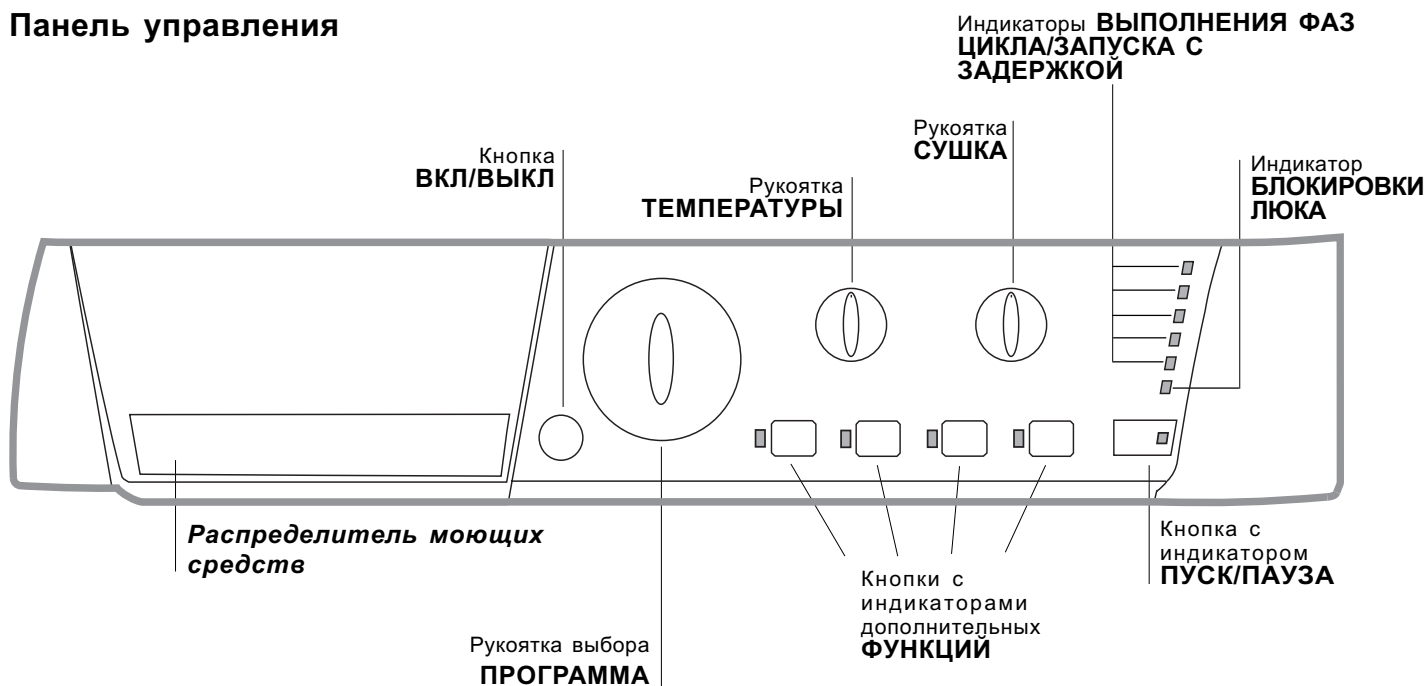 Панель управления
Индикаторы ВЫПОЛНЕНИЯ ФАЗ
ЦИКЛА/ЗАПУСКА С
ЗАДЕРЖКОЙ
Рукоятка
СУШКА
Кнопка
ВКЛ/ВЫКЛ
Рукоятка
ТЕМПЕРАТУРЫ
Индикатор
БЛОКИРОВКИ
ЛЮКА
Распределитель моющих
средств
Рукоятка выбора
ПРОГРАММА
Кнопки с
индикаторами
дополнительных
ФУНКЦИЙ
Кнопка с
индикатором
ПУСК/ПАУЗА